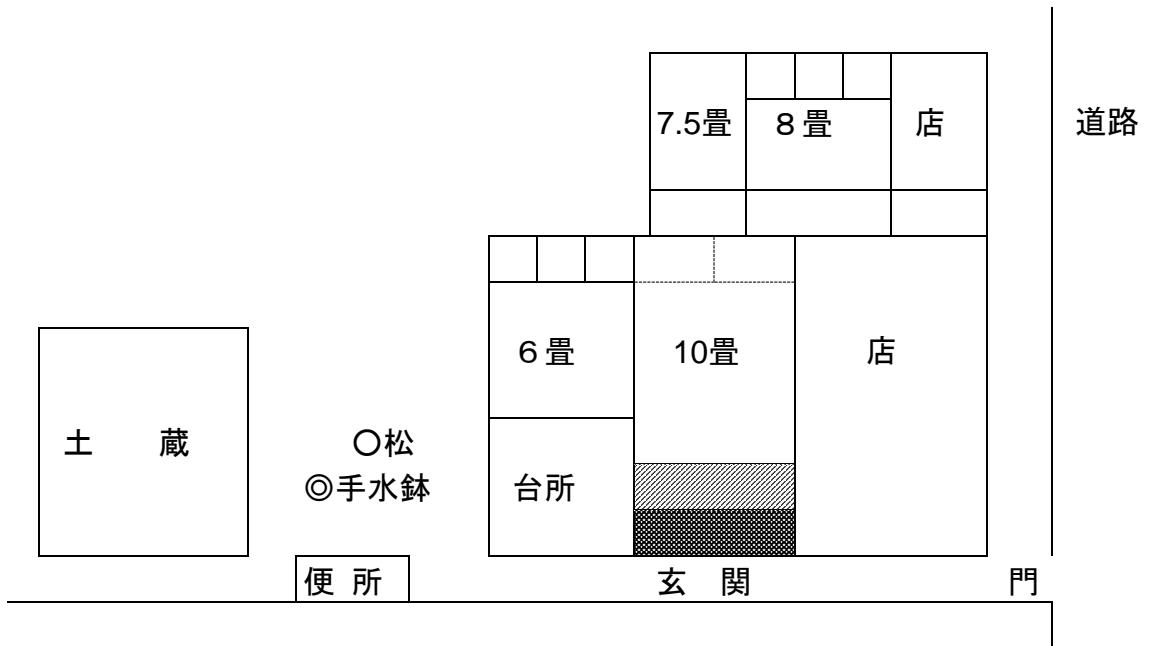 7.5畳 ８畳 店 道路
６畳 10畳 店
土 蔵 〇松
◎手水鉢 台所
便 所 玄 関 門